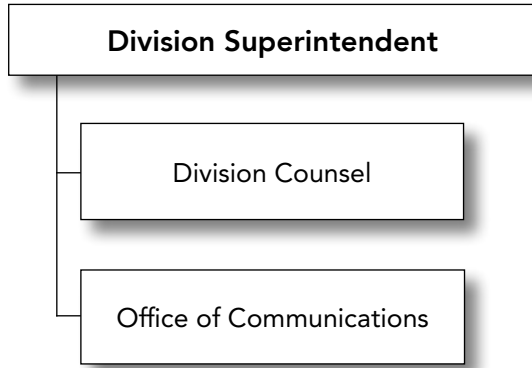 Division Superintendent
Division Counsel
Office of Communications